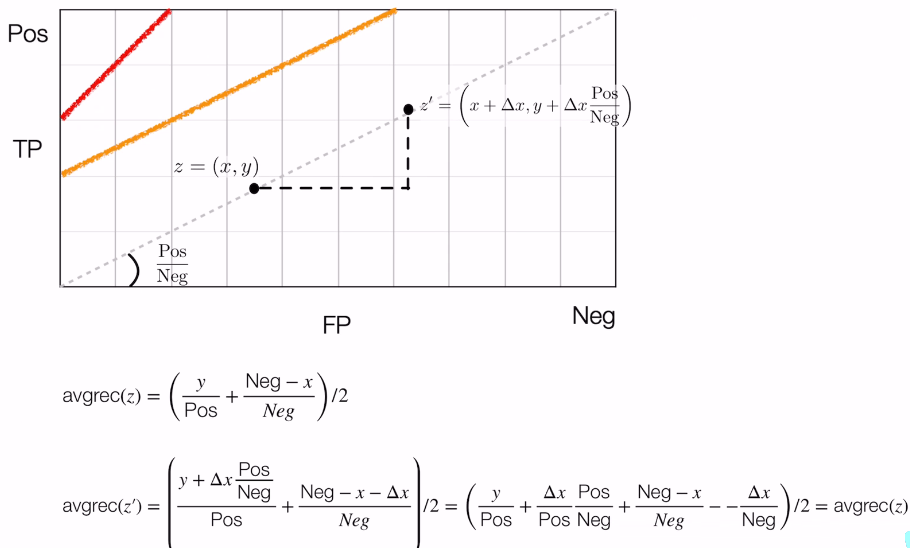 Pos
z′ = (x + Δx, y + Δx Pos/Neg)
TP
z = (x, y)
Pos/Neg
Neg
FP
avgrec(z) = (y/Pos + (Neg − x)/Neg)/2
avgrec(z′) = ((y + Δx Pos/Neg)/Pos + (Neg − x − Δx)/Neg)/2 = (y/Pos + Δx/Pos Pos/Neg + (Neg − x)/Neg − − Δx/Neg)/2 = avgrec(z)